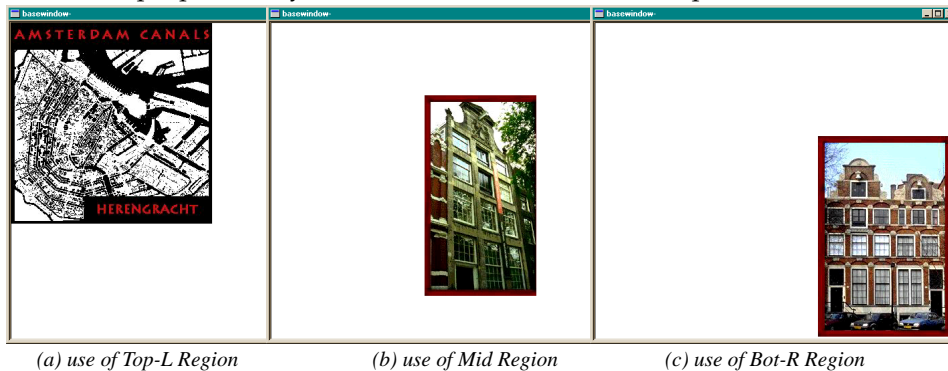 basewindow-
basewindow-
basewindow-
AMSTERDAM CANALS
HERENGRACHT
(a) use of Top-L Region
(b) use of Mid Region
(c) use of Bot-R Region